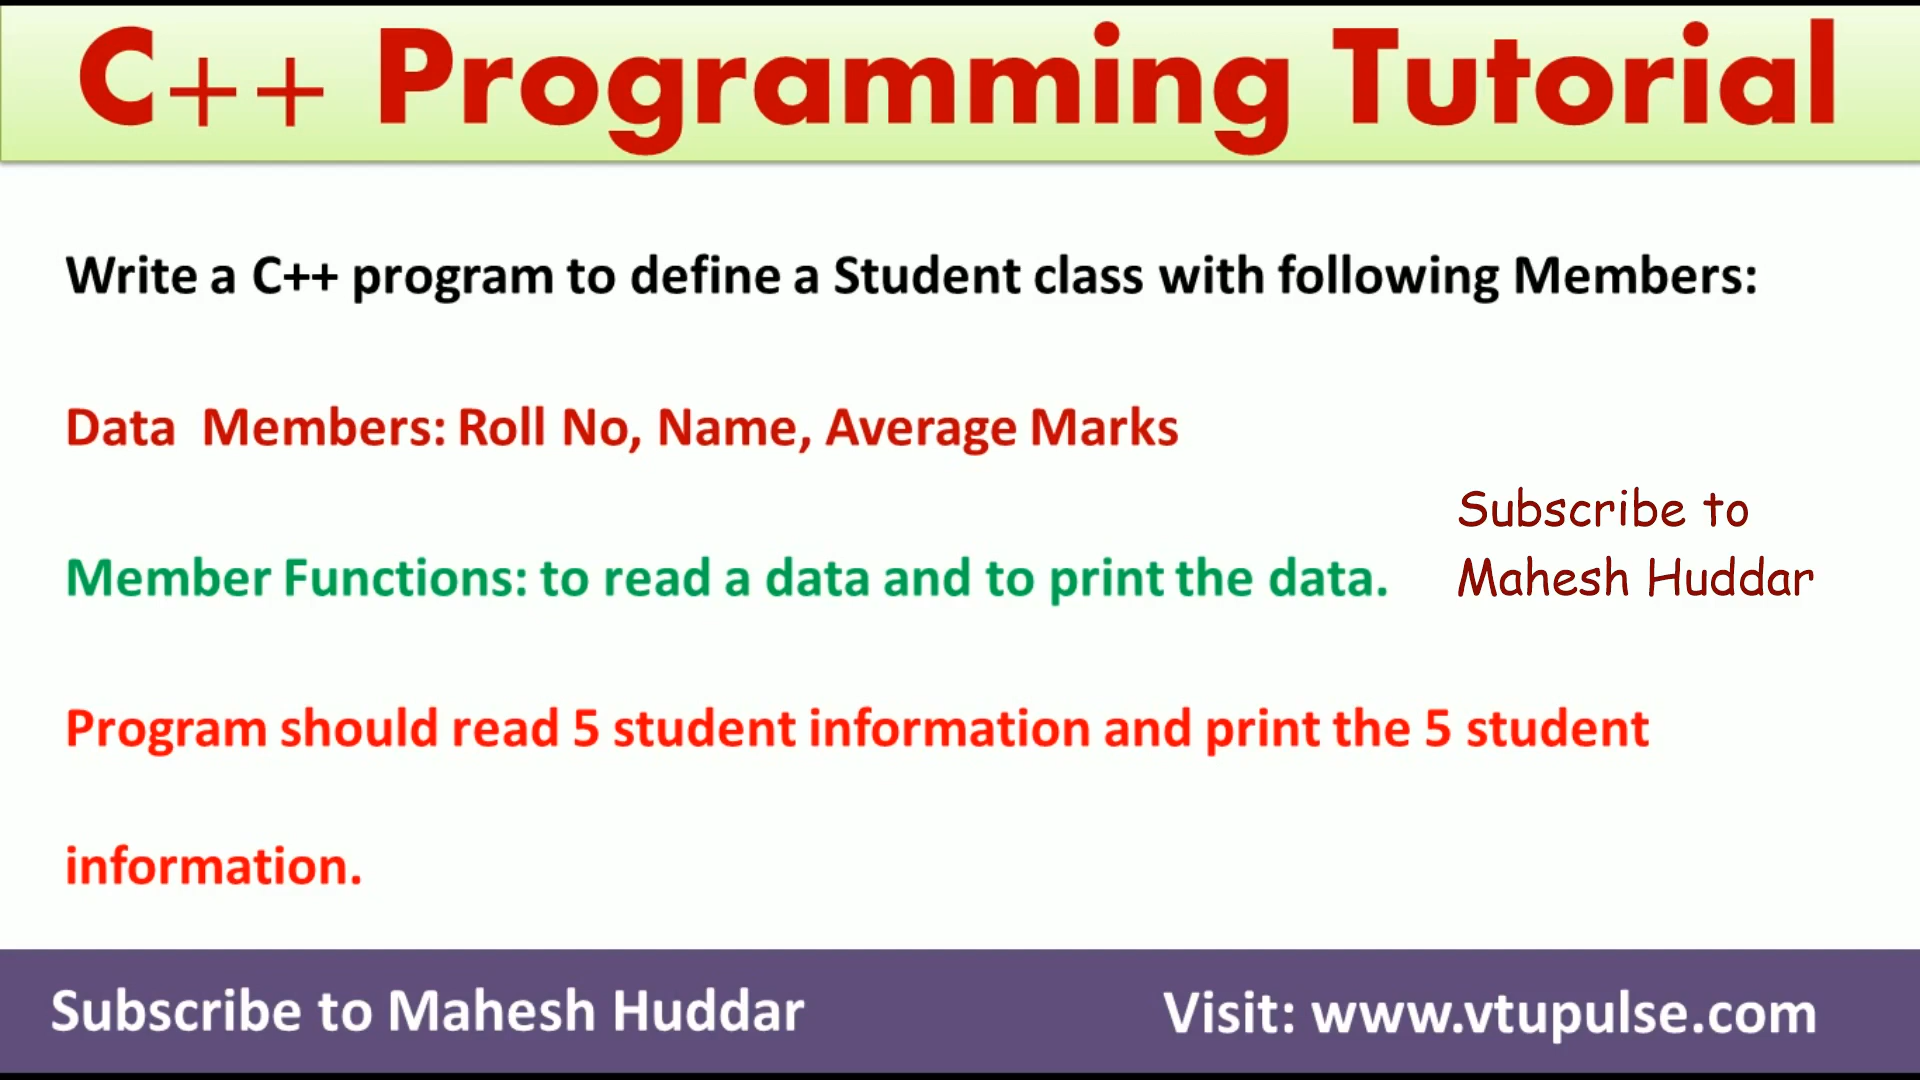 C++ Programming Tutorial
Write a C++ program to define a Student class with following Members:
Data Members: Roll No, Name, Average Marks
Subscribe to
Mahesh Huddar
Member Functions: to read a data and to print the data.
Program should read 5 student information and print the 5 student
information.
Subscribe to Mahesh Huddar
Visit: www.vtupulse.com